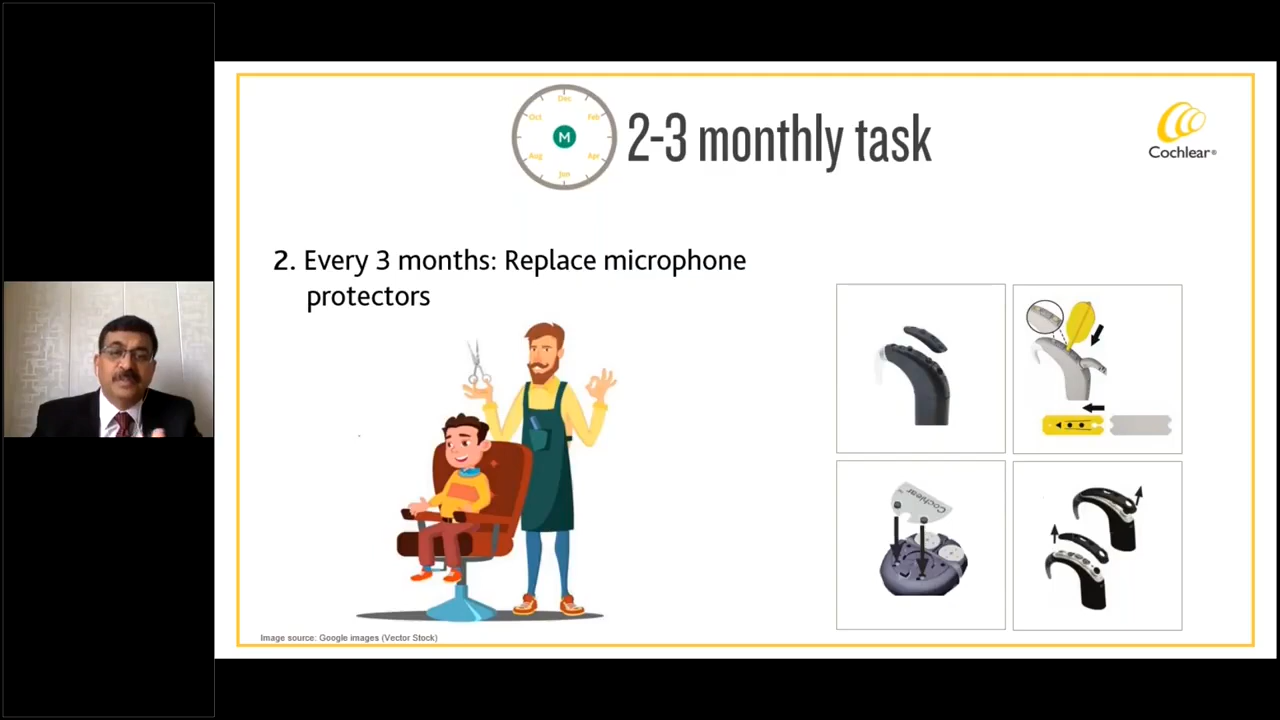 Dec
Oct
Feb
M
Aug
Apr
Jun
2-3 monthly task
Cochlear®
2. Every 3 months: Replace microphone
protectors
Cochlear
Image source: Google images (Vector Stock)